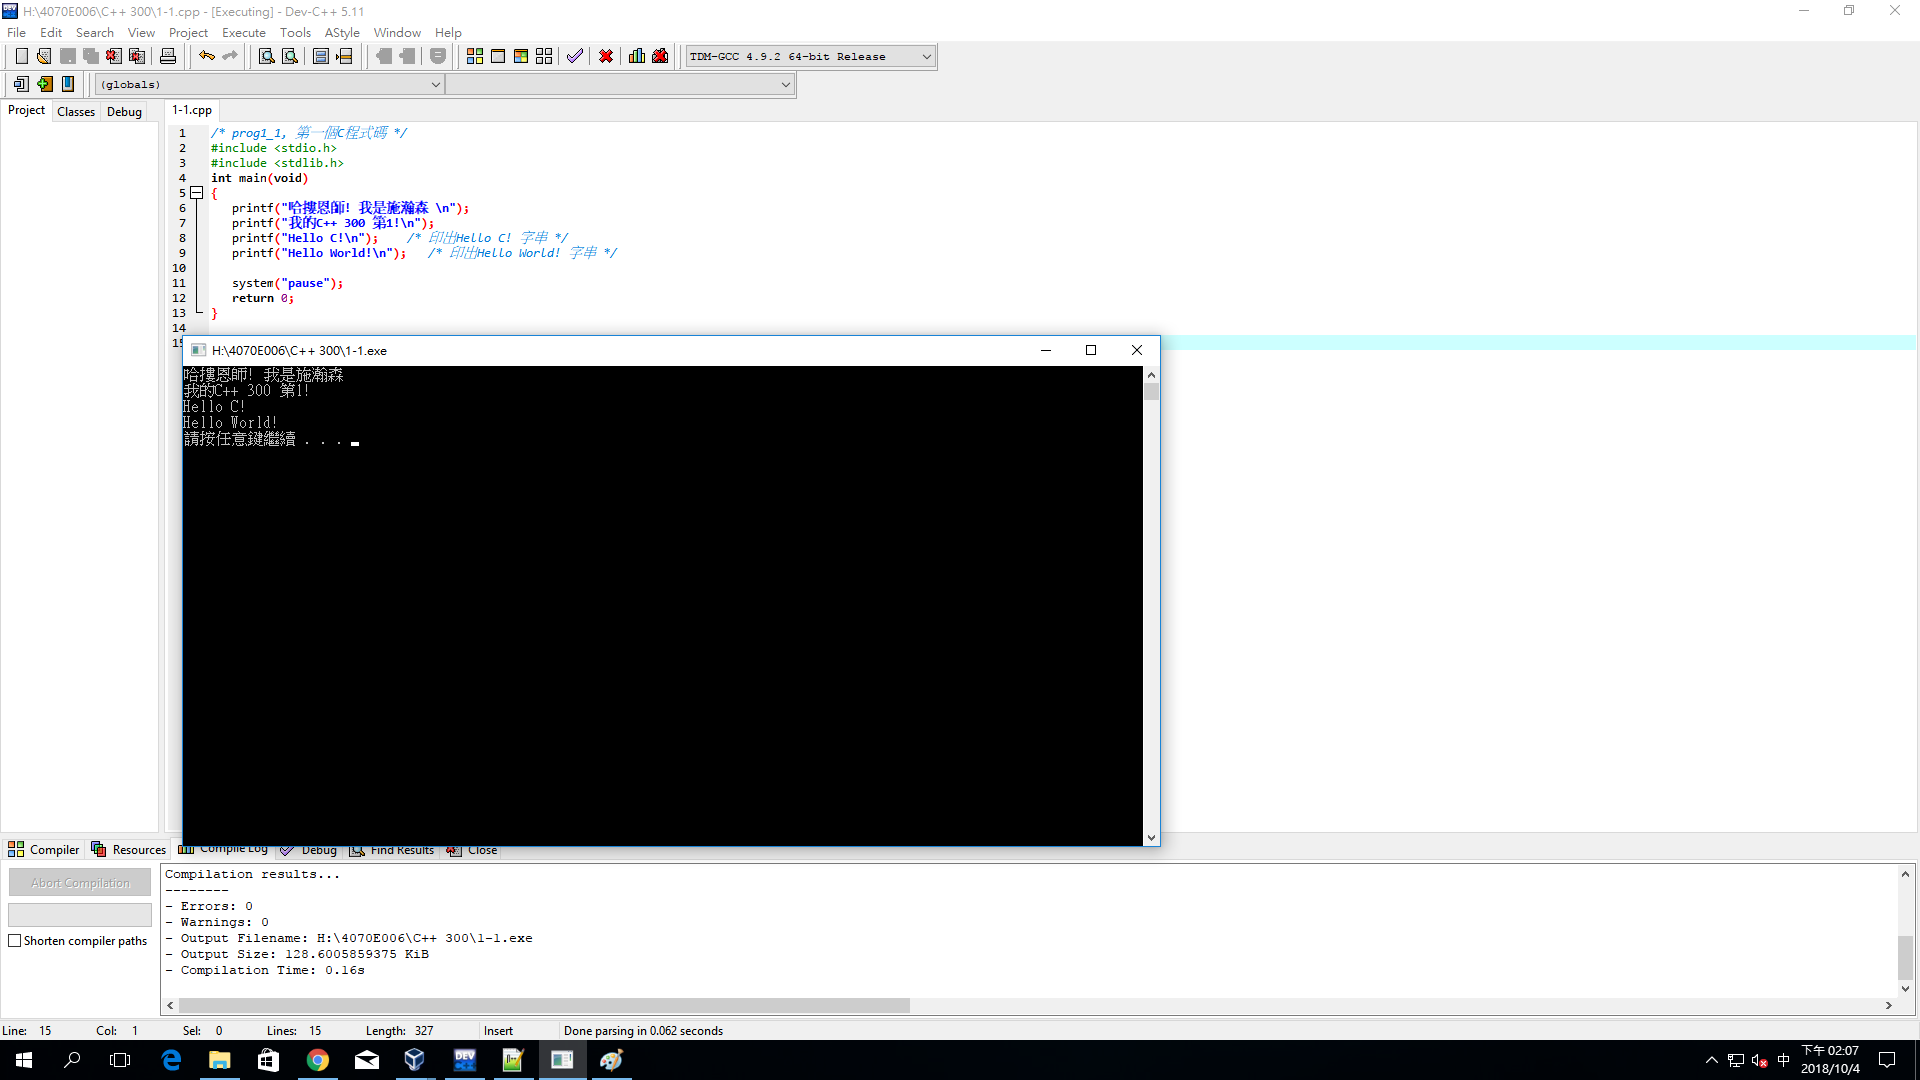 H:\4070E006\C++ 300\1-1.cpp - [Executing] - Dev-C++ 5.11
File Edit Search View Project Execute Tools AStyle Window Help
TDM-GCC 4.9.2 64-bit Release
(globals)
Project Classes Debug 1-1.cpp
1 /* prog1_1, 第一個C程式碼 */
2 #include <stdio.h>
3 #include <stdlib.h>
4 int main(void)
5 {
6 printf("哈摟恩師! 我是施瀚森 \n");
7 printf("我的C++ 300 第1!\n");
8 printf("Hello C!\n"); /* 印出Hello C! 字串 */
9 printf("Hello World!\n"); /* 印出Hello World! 字串 */
10
11 system("pause");
12 return 0;
13 }
14
15
H:\4070E006\C++ 300\1-1.exe
哈摟恩師! 我是施瀚森
我的C++ 300 第1!
Hello C!
Hello World!
請按任意鍵繼續 . . .
Compiler Resources Compile Log Debug Find Results Close
Abort Compilation
Shorten compiler paths
Compilation results...
--------
- Errors: 0
- Warnings: 0
- Output Filename: H:\4070E006\C++ 300\1-1.exe
- Output Size: 128.6005859375 KiB
- Compilation Time: 0.16s
Line: 15 Col: 1 Sel: 0 Lines: 15 Length: 327 Insert Done parsing in 0.062 seconds
DEV C++
中
下午 02:07
2018/10/4